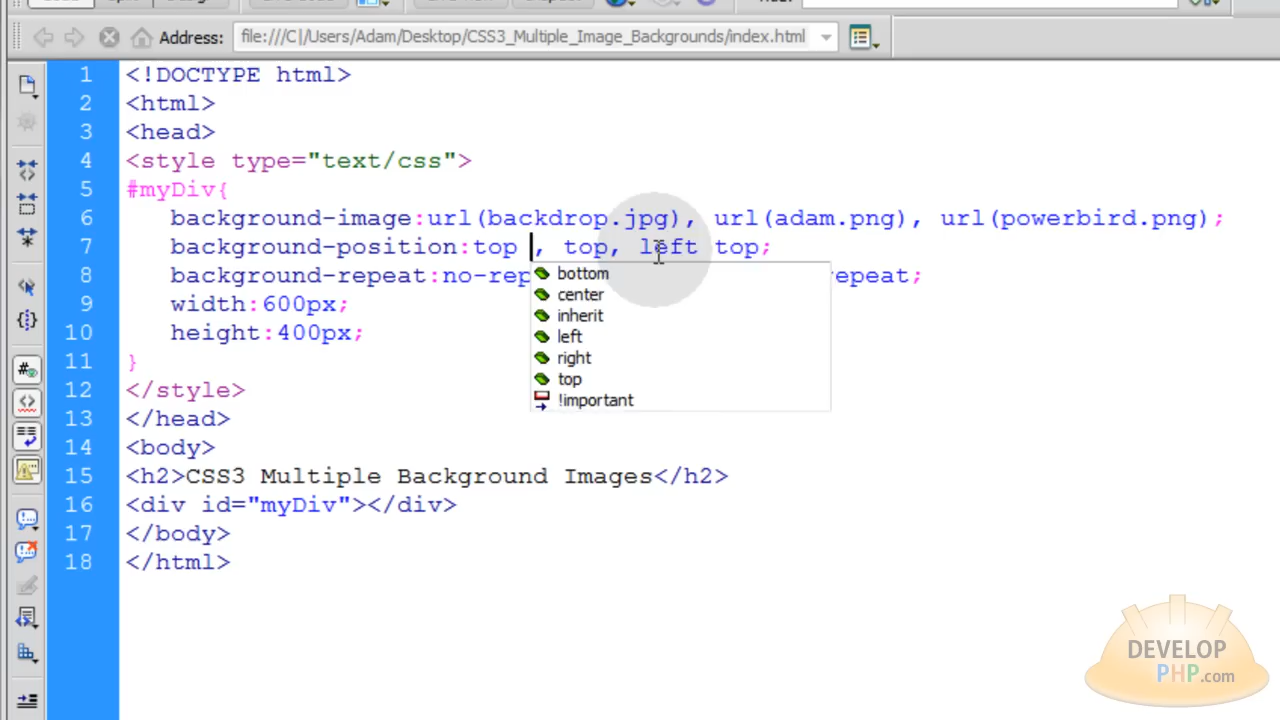 Address: file:///C|/Users/Adam/Desktop/CSS3_Multiple_Image_Backgrounds/index.html
1 <!DOCTYPE html>
2 <html>
3 <head>
4 <style type="text/css">
5 #myDiv{
6 background-image:url(backdrop.jpg), url(adam.png), url(powerbird.png);
7 background-position:top , top, left top;
8 background-repeat:no-rep epeat;
bottom
9 width:600px;
center
inherit
10 height:400px;
left
11 }
right
12 </style>
top
!important
13 </head>
14 <body>
15 <h2>CSS3 Multiple Background Images</h2>
16 <div id="myDiv"></div>
17 </body>
18 </html>
DEVELOP
PHP.com